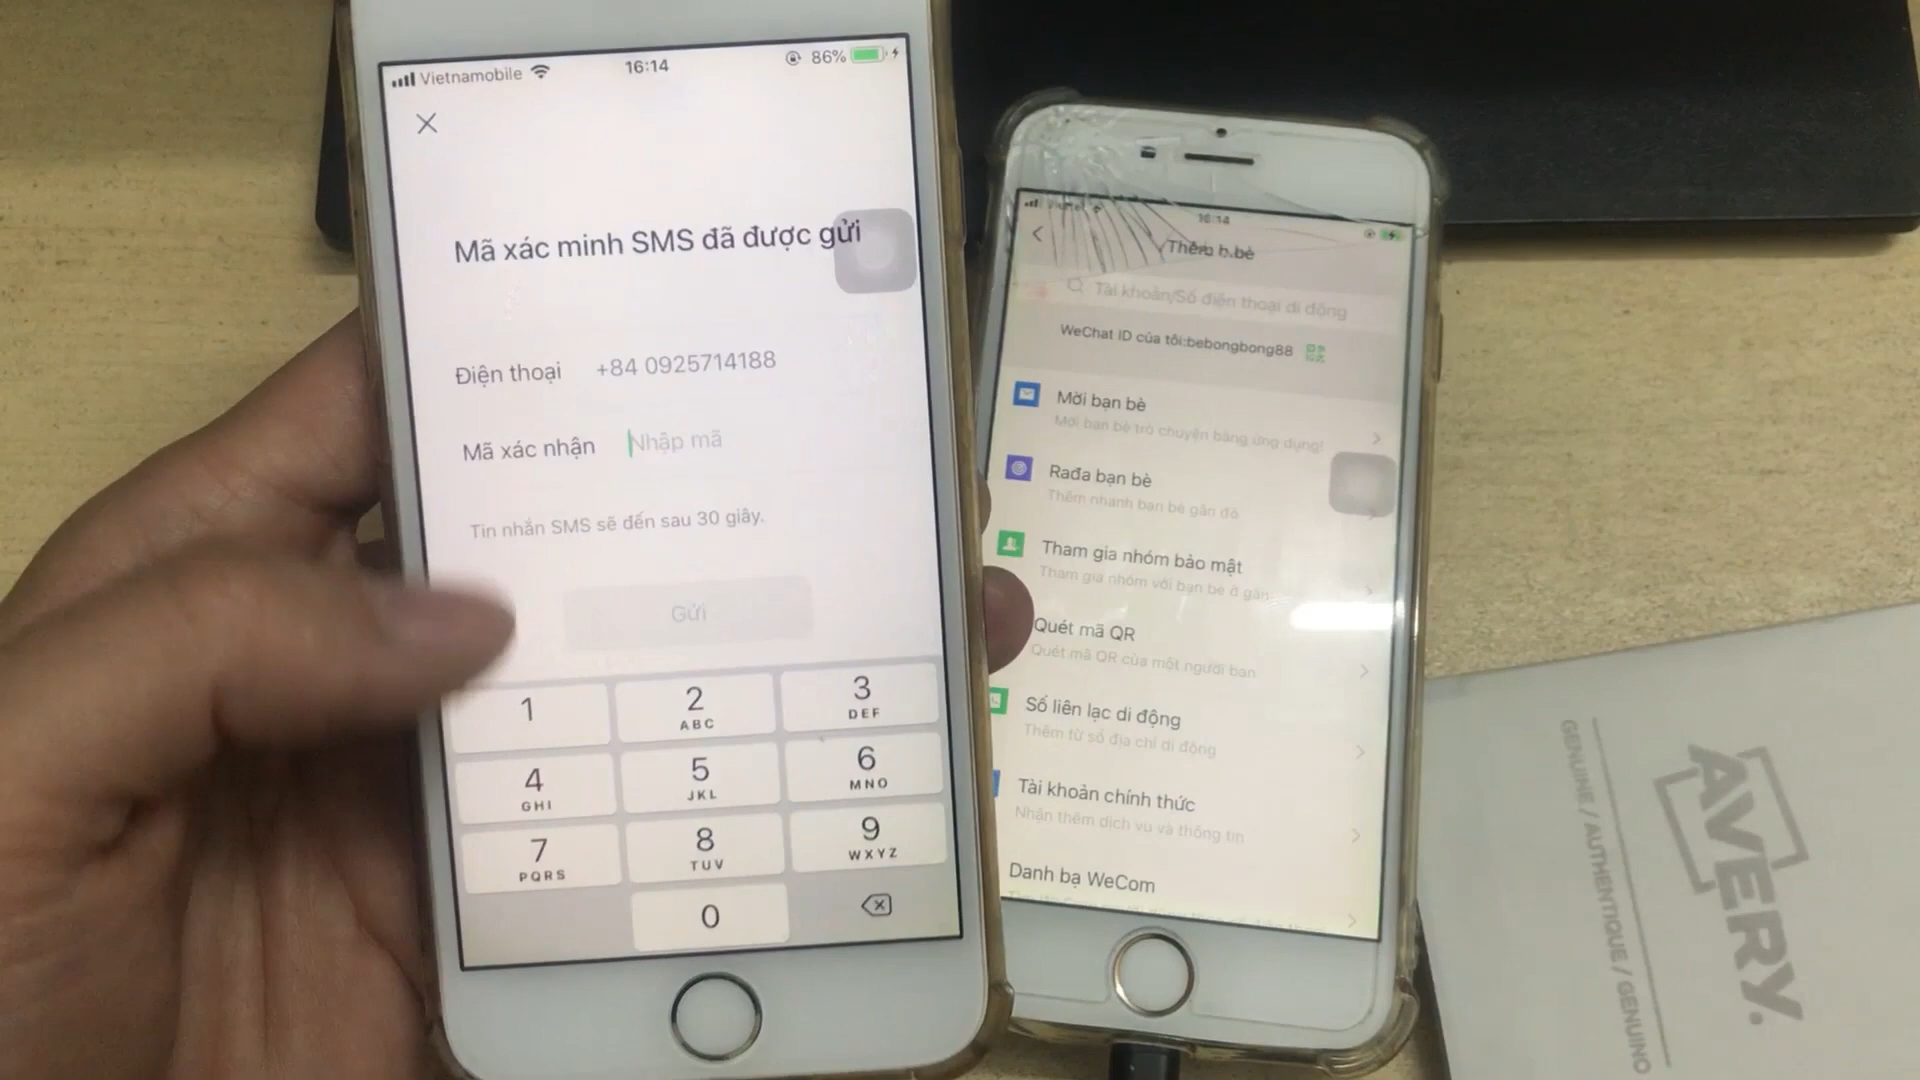 Vietnamobile 16:14 86%
Mã xác minh SMS đã được gửi
Điện thoại +84 0925714188
Mã xác nhận Nhập mã
Tin nhắn SMS sẽ đến sau 30 giây.
Gửi
1
2 ABC
3 DEF
4 GHI
5 JKL
6 MNO
7 PQRS
8 TUV
9 WXYZ
0
16:14
Thêm b.bè
Tài khoản/Số điện thoại di động
WeChat ID của tôi:bebongbong88
Mời bạn bè
Mời bạn bè trò chuyện bằng ứng dụng!
Rađa bạn bè
Thêm nhanh bạn bè gần đó
Tham gia nhóm bảo mật
Tham gia nhóm với bạn bè ở gần
Quét mã QR
Quét mã QR của một người bạn
Sổ liên lạc di động
Thêm từ sổ địa chỉ di động
Tài khoản chính thức
Nhận thêm dịch vụ và thông tin
Danh bạ WeCom
AVERY.
GENUINE / AUTHENTIQUE / GENUINO